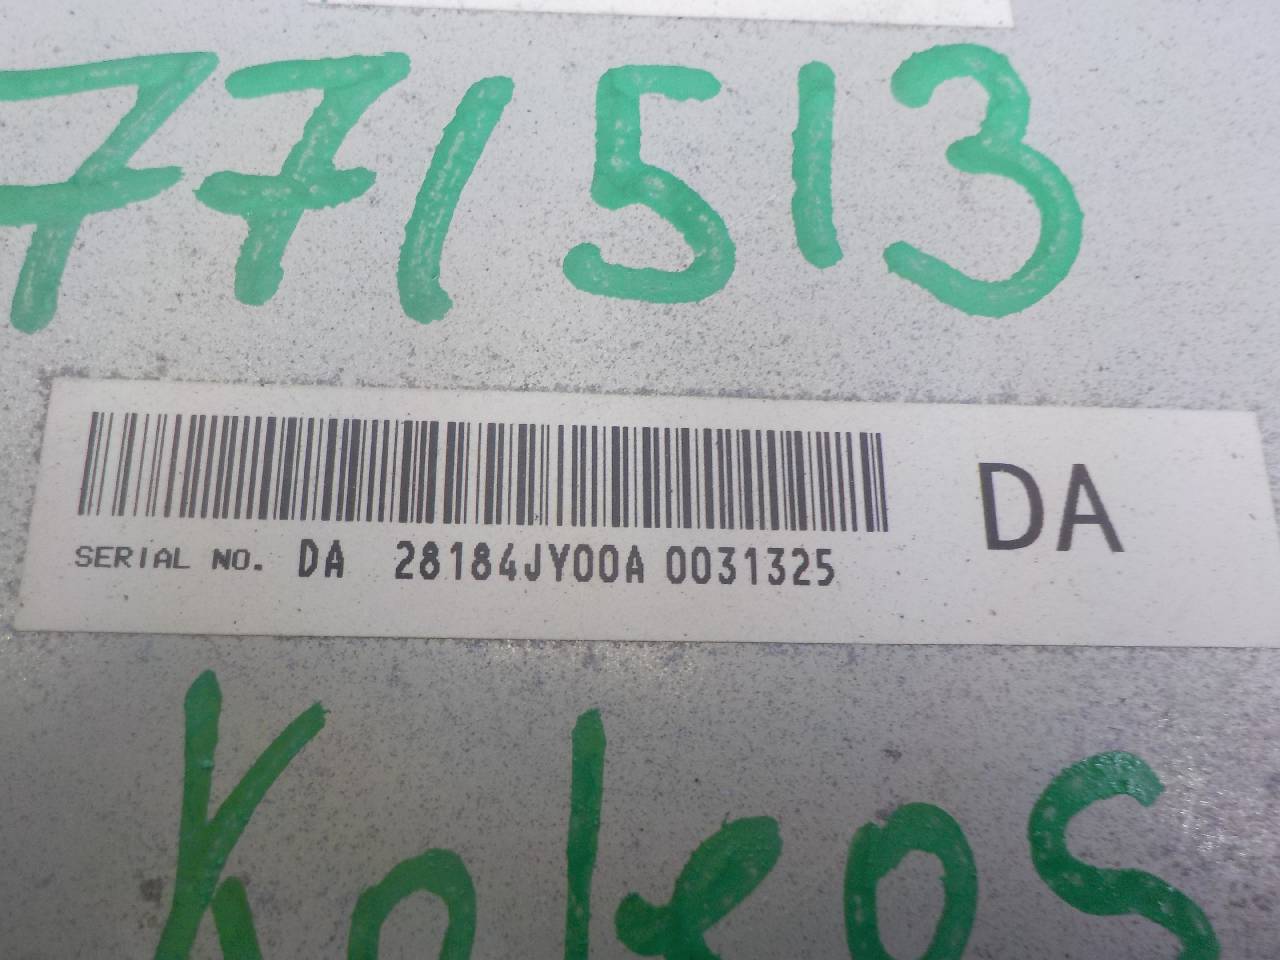 771513
DA
SERIAL NO. DA 28184JY00A 0031325
Koleos